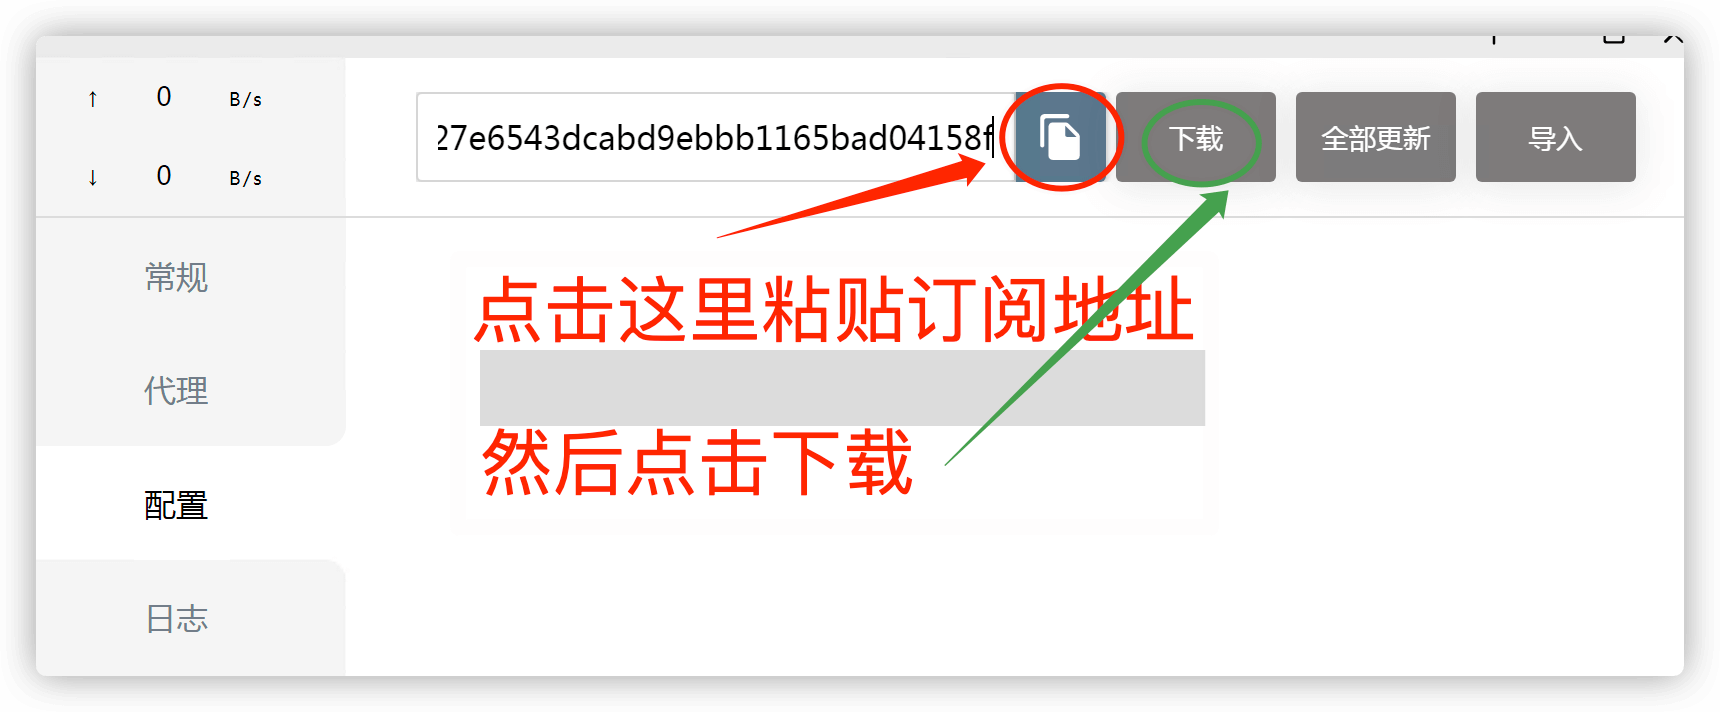 ↑ 0 B/s
↓ 0 B/s
27e6543dcabd9ebbb1165bad04158f
下载
全部更新
导入
常规
代理
配置
日志
点击这里粘贴订阅地址
然后点击下载